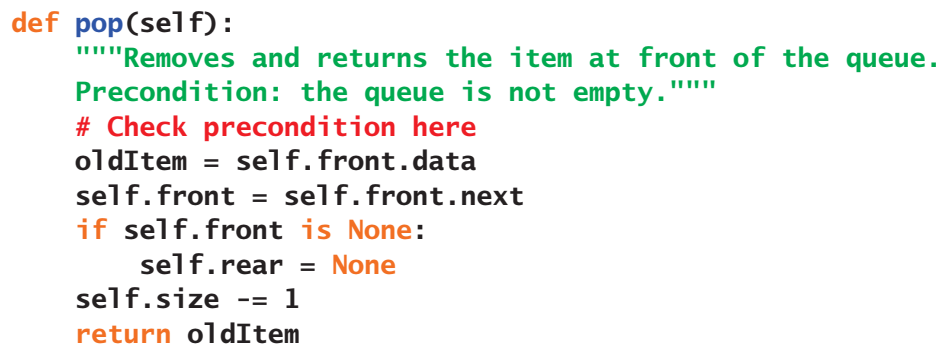 def pop(self):
    """Removes and returns the item at front of the queue.
    Precondition: the queue is not empty."""
    # Check precondition here
    oldItem = self.front.data
    self.front = self.front.next
    if self.front is None:
        self.rear = None
    self.size -= 1
    return oldItem